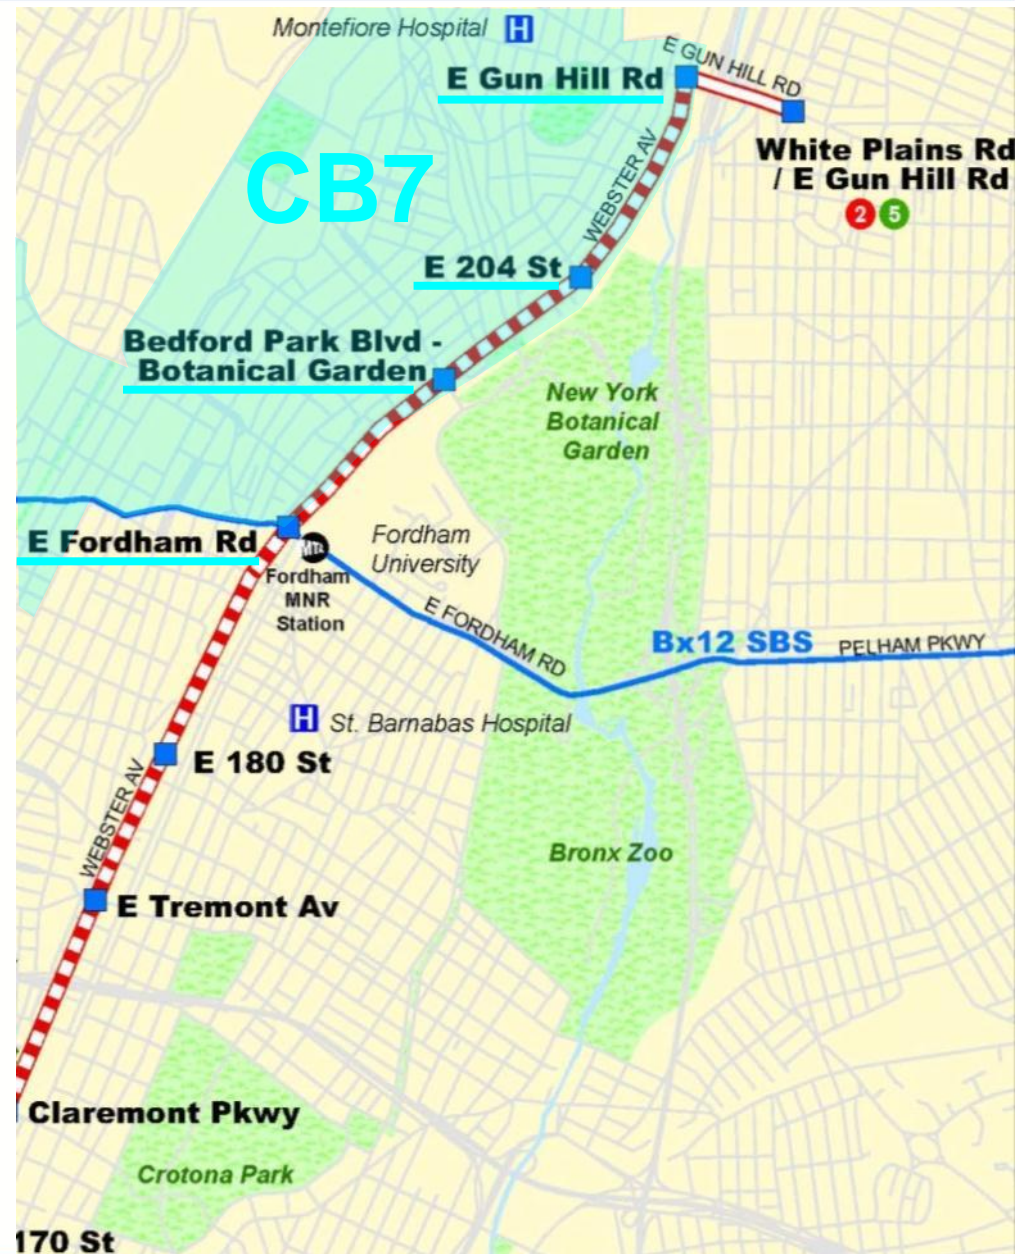 Montefiore Hospital H
E GUN HILL RD
E Gun Hill Rd
White Plains Rd
/ E Gun Hill Rd
2 5
CB7
WEBSTER AV
E 204 St
Bedford Park Blvd -
Botanical Garden
New York
Botanical
Garden
E Fordham Rd
MTA
Fordham
MNR
Station
Fordham
University
E FORDHAM RD
Bx12 SBS
PELHAM PKWY
H St. Barnabas Hospital
E 180 St
WEBSTER AV
Bronx Zoo
E Tremont Av
Claremont Pkwy
Crotona Park
170 St